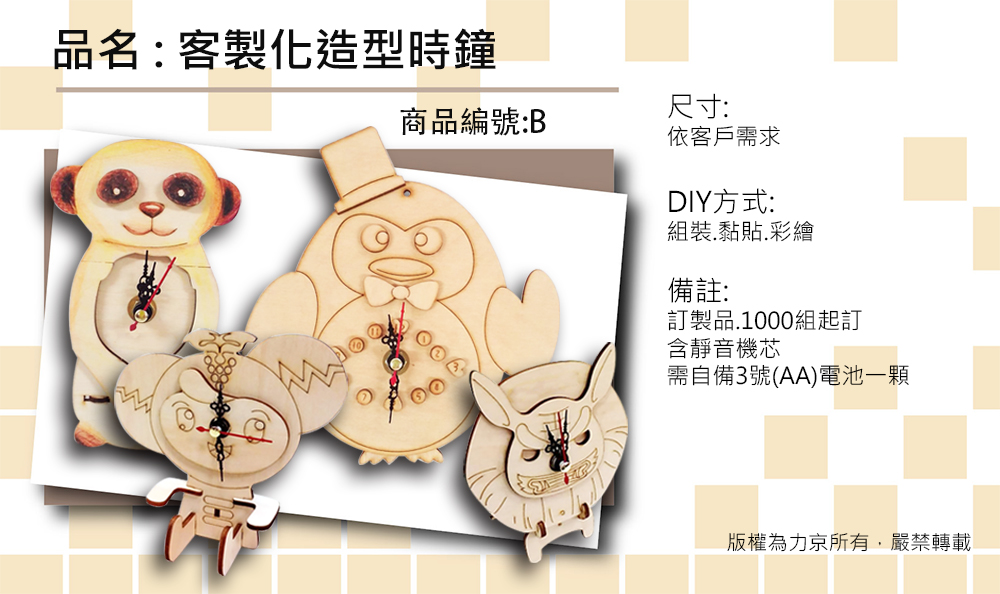 品名 : 客製化造型時鐘
商品編號:B
尺寸:
依客戶需求
DIY方式:
組裝.黏貼.彩繪
備註:
訂製品.1000組起訂
含靜音機芯
需自備3號(AA)電池一顆
版權為力京所有，嚴禁轉載